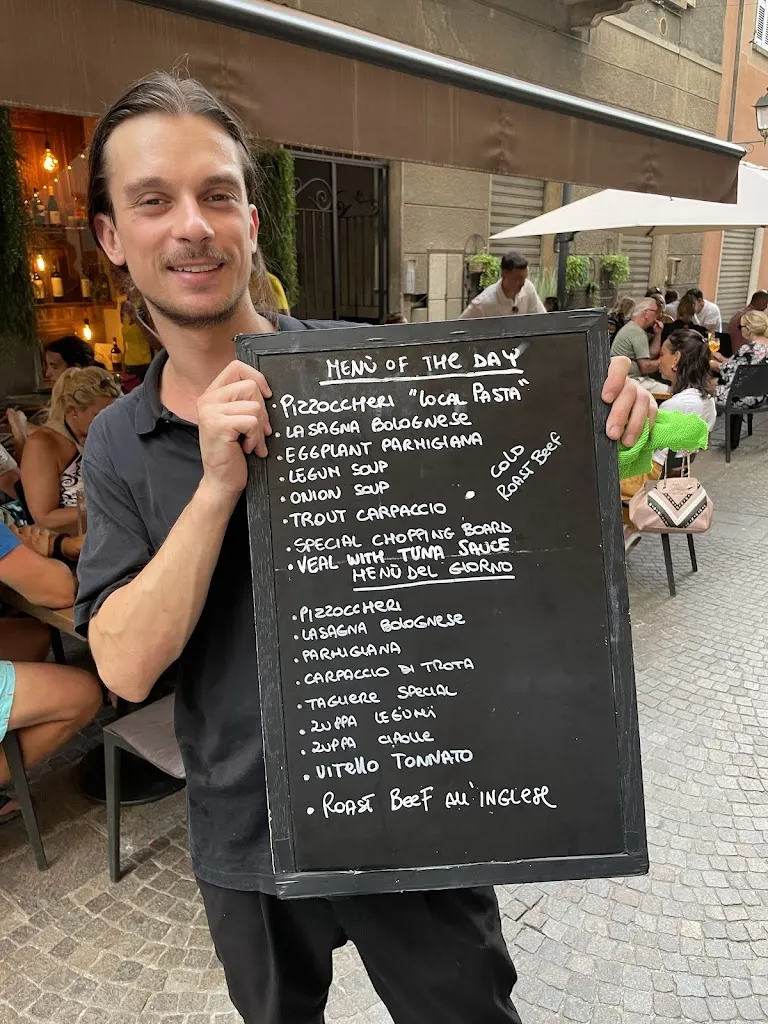 MENÙ OF THE DAY
• PIZZOCCHERI "LOCAL PASTA"
• LASAGNA BOLOGNESE
• EGGPLANT PARMIGIANA
• LEGUM SOUP
• ONION SOUP
• TROUT CARPACCIO
• COLD
ROAST BEEF
• SPECIAL CHOPPING BOARD
• VEAL WITH TUNA SAUCE
MENÙ DEL GIORNO
• PIZZOCCHERI
• LASAGNA BOLOGNESE
• PARMIGIANA
• CARPACCIO DI TROTA
• TAGLIERE SPECIAL
• ZUPPA LEGUMI
• ZUPPA CIPOLLE
• VITELLO TONNATO
• ROAST BEEF ALL'INGLESE